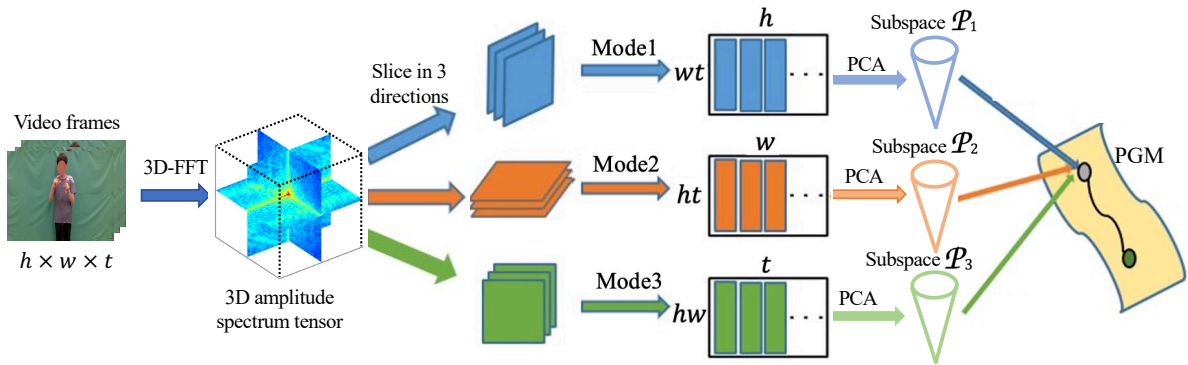 Video frames
h × w × t
3D-FFT
3D amplitude
spectrum tensor
Slice in 3
directions
Mode1
wt
h
PCA
Subspace 𝒫₁
Mode2
ht
w
PCA
Subspace 𝒫₂
Mode3
hw
t
PCA
Subspace 𝒫₃
PGM